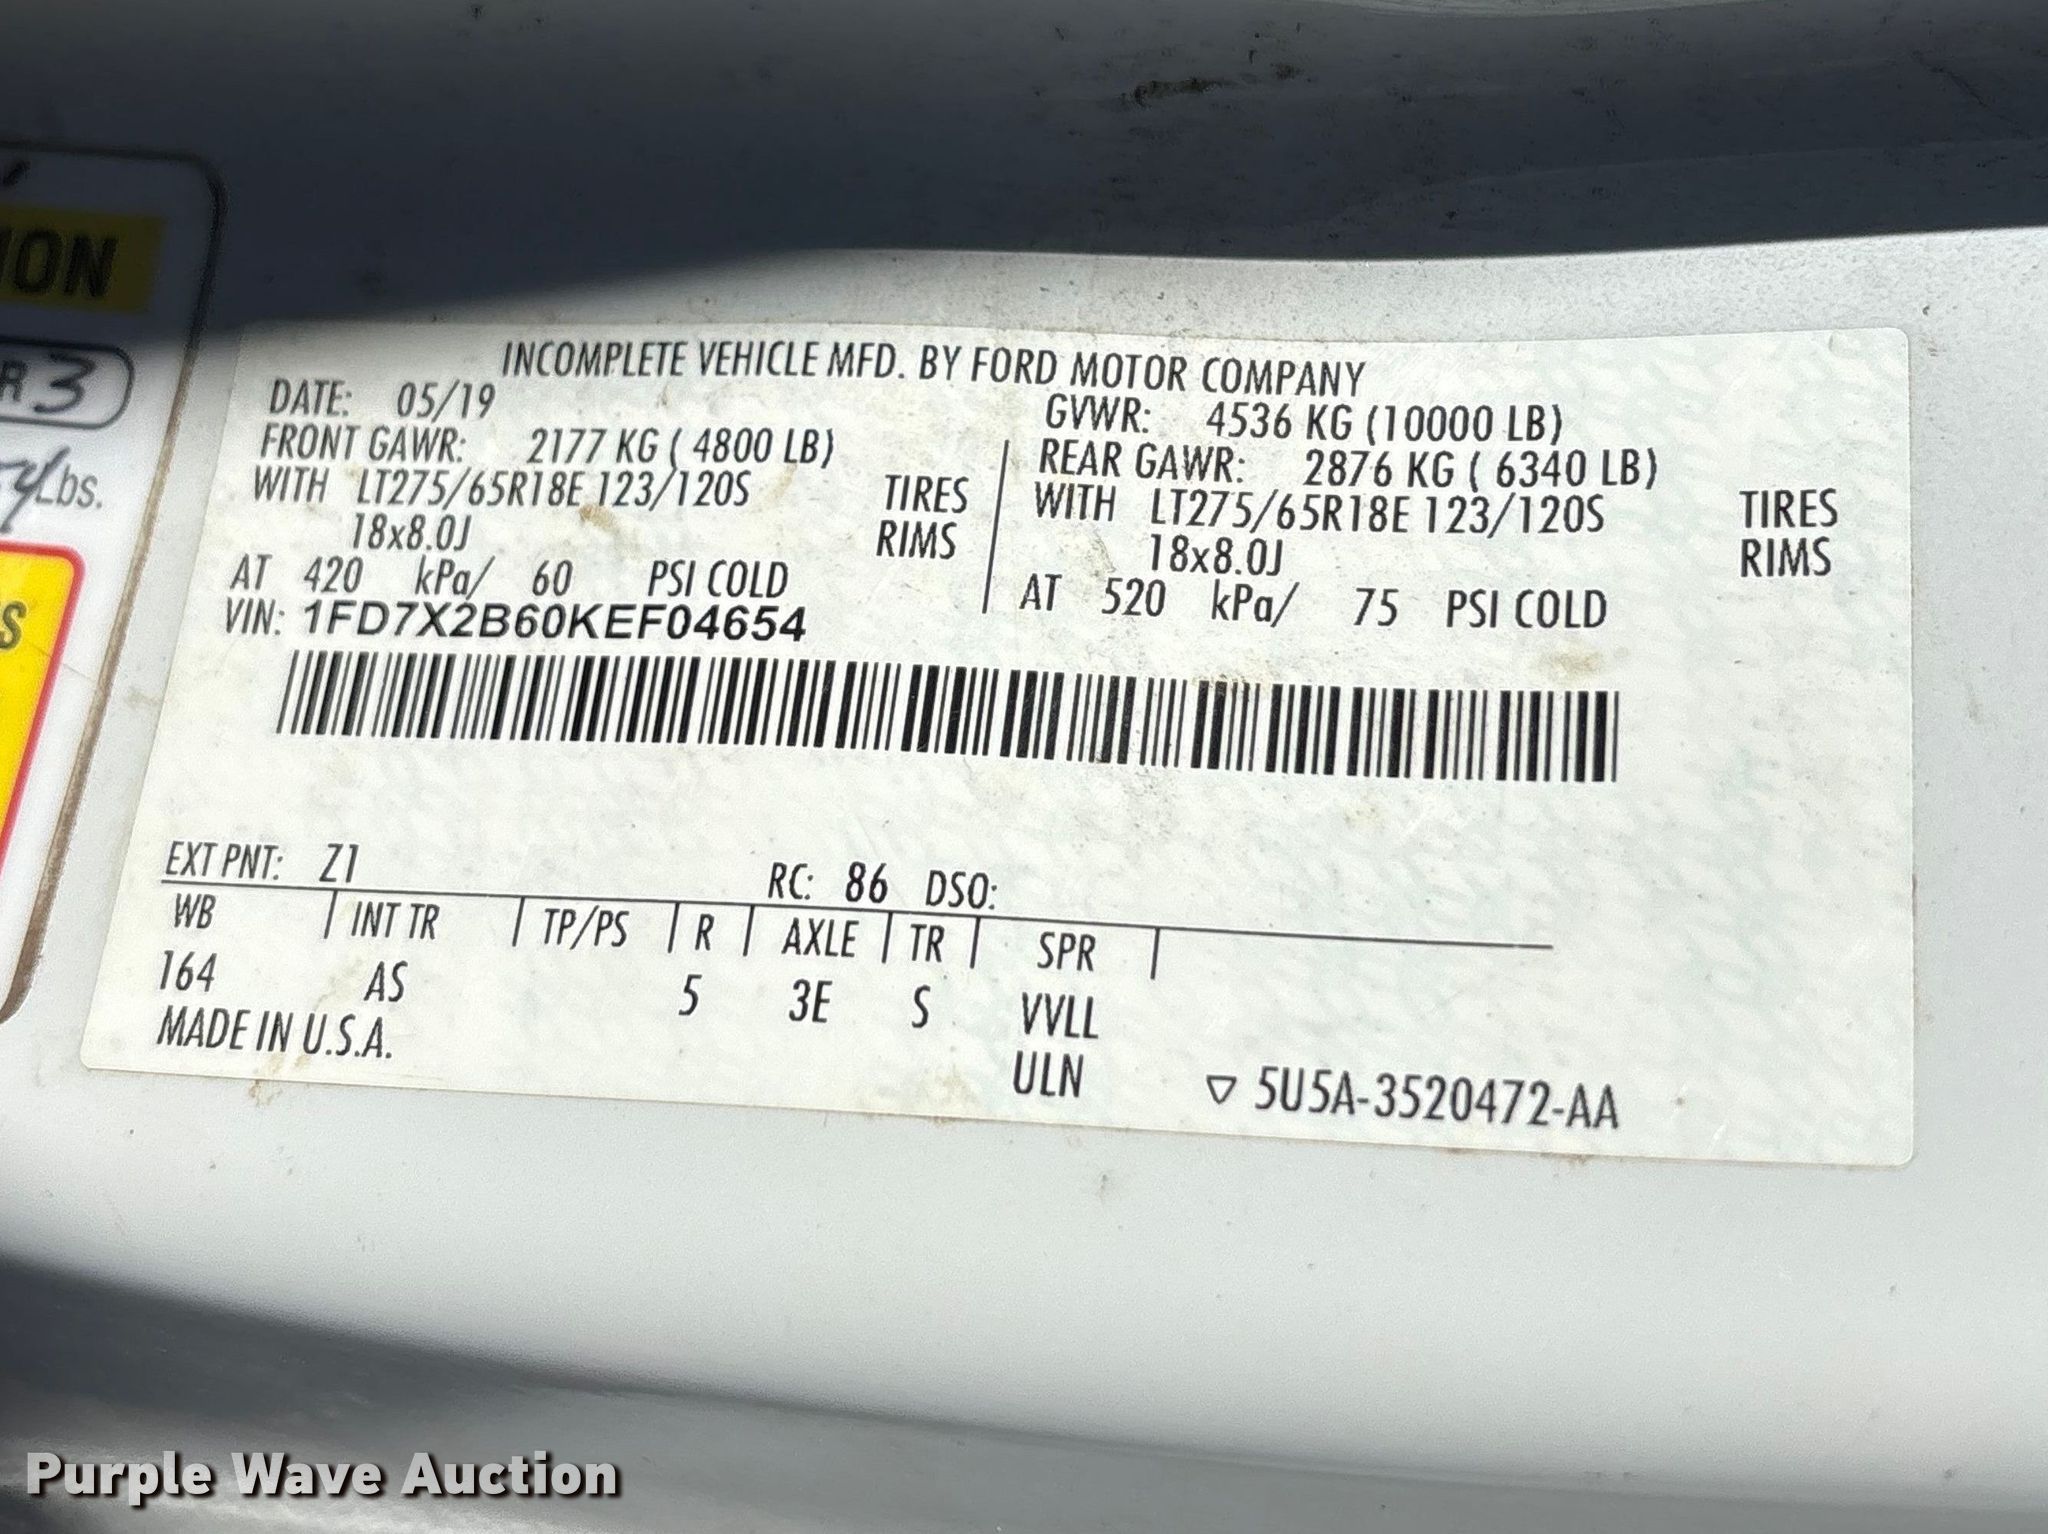 INCOMPLETE VEHICLE MFD. BY FORD MOTOR COMPANY
DATE: 05/19
GVWR: 4536 KG (10000 LB)
FRONT GAWR: 2177 KG ( 4800 LB)
REAR GAWR: 2876 KG ( 6340 LB)
WITH LT275/65R18E 123/120S TIRES
WITH LT275/65R18E 123/120S TIRES
18x8.0J RIMS
18x8.0J RIMS
AT 420 kPa/ 60 PSI COLD
AT 520 kPa/ 75 PSI COLD
VIN: 1FD7X2B60KEF04654
EXT PNT: Z1 RC: 86 DSO:
WB INT TR TP/PS R AXLE TR SPR
164 AS 5 3E S VVLL
MADE IN U.S.A. ULN
5U5A-3520472-AA
ION
R3
Lbs.
S
Purple Wave Auction